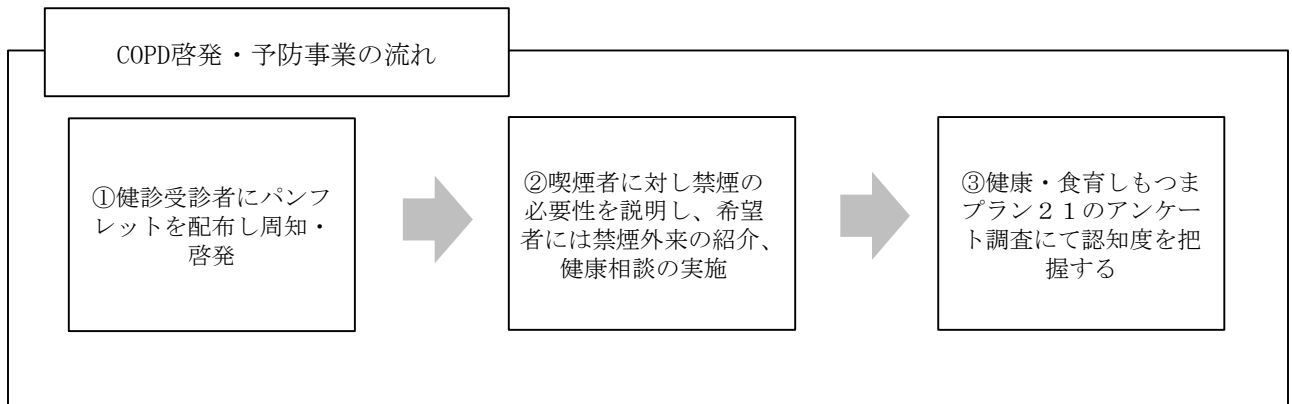 COPD啓発・予防事業の流れ
①健診受診者にパンフ
レットを配布し周知・
啓発
②喫煙者に対し禁煙の
必要性を説明し、希望
者には禁煙外来の紹介、
健康相談の実施
③健康・食育しもつま
プラン２１のアンケー
ト調査にて認知度を把
握する